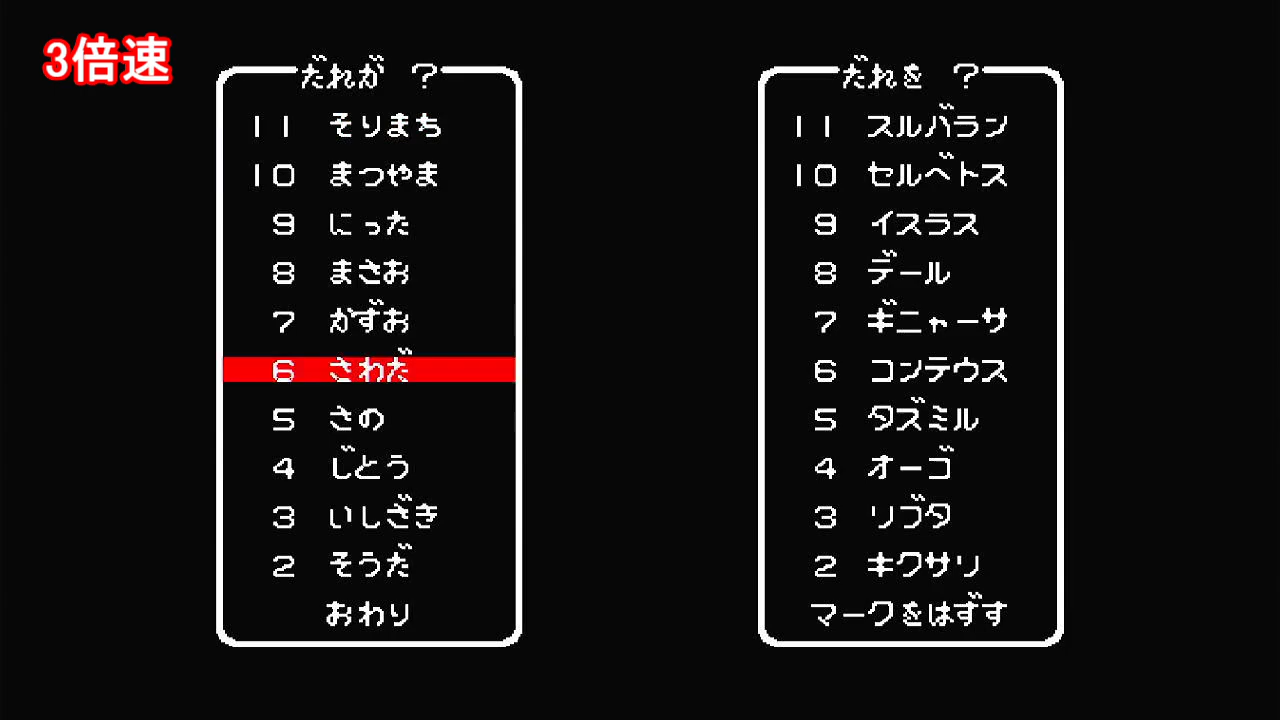 3倍速
だれが ?
11 そりまち
10 まつやま
9 にった
8 まさお
7 かずお
6 さわだ
5 さの
4 じとう
3 いしざき
2 そうだ
おわり
だれを ?
11 スルバラン
10 セルベトス
9 イスラス
8 デール
7 ギニャーサ
6 コンテウス
5 タズミル
4 オーゴ
3 リブタ
2 キクサリ
マークをはずす